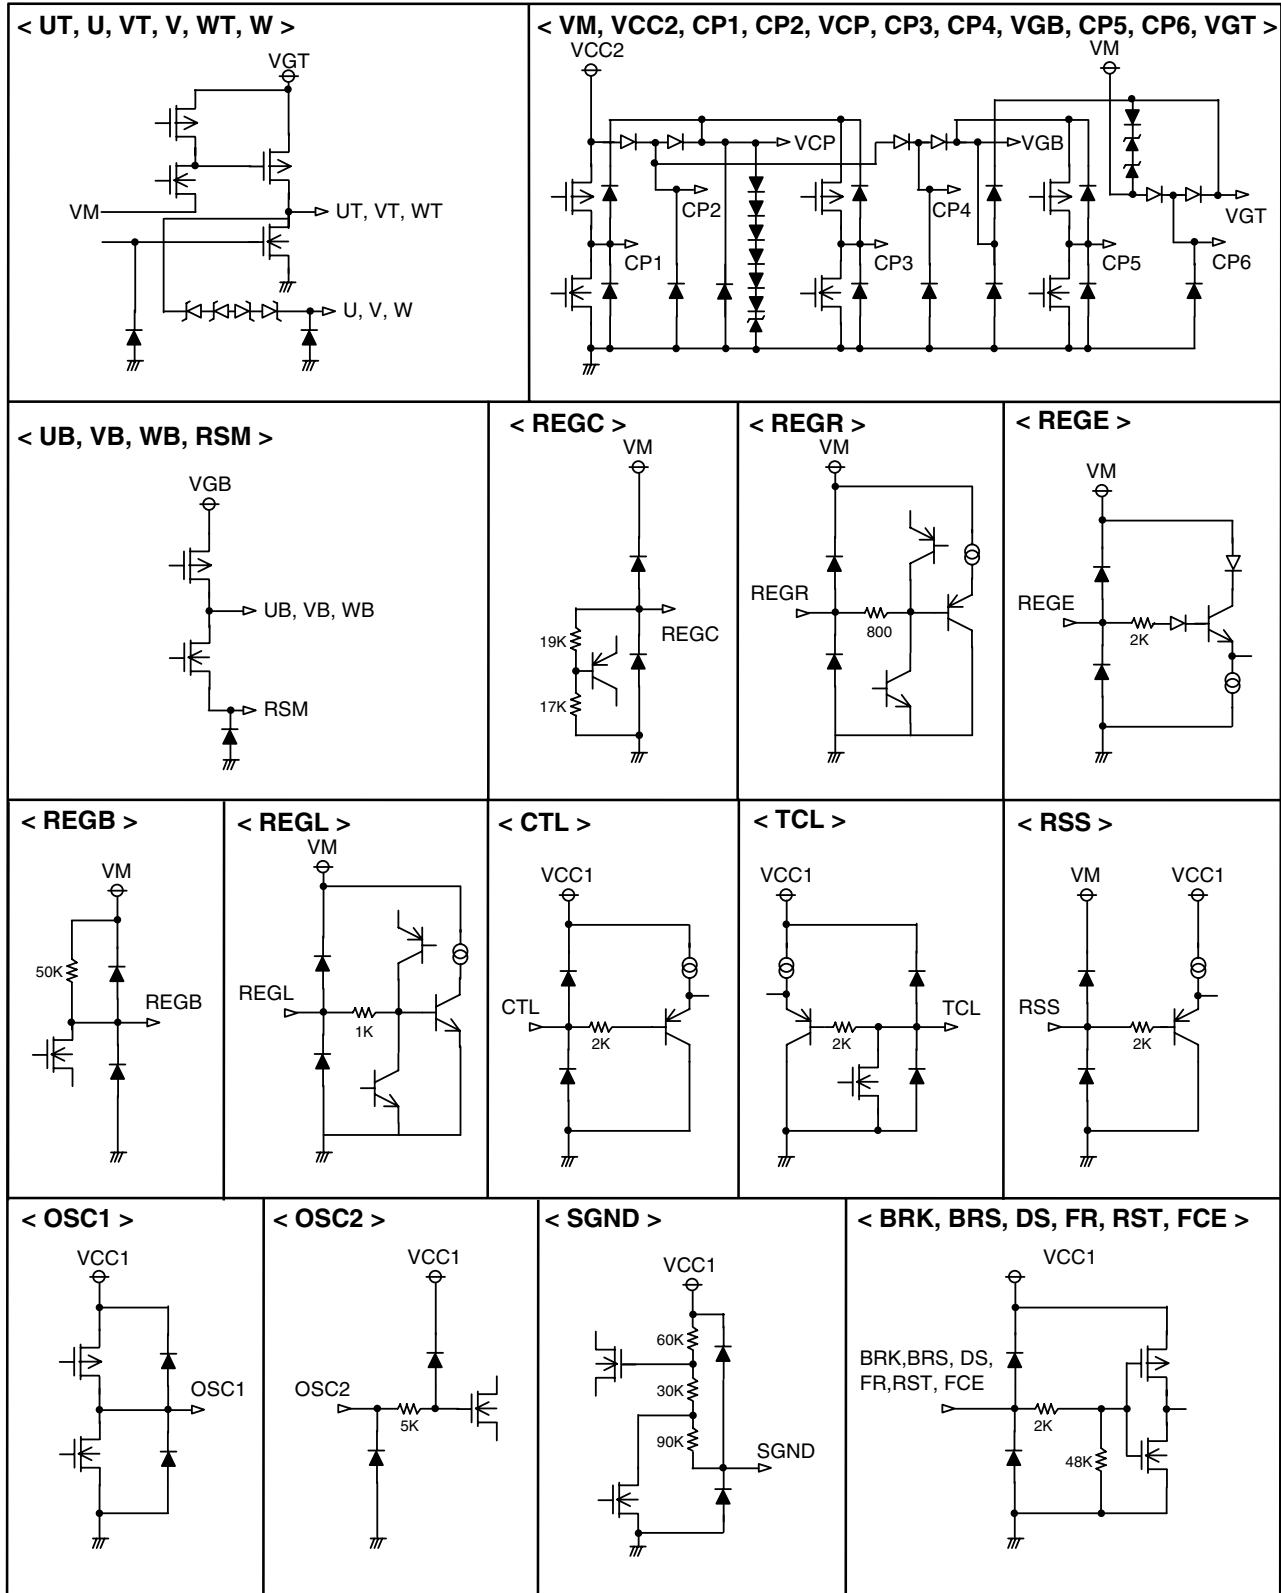 < UT, U, VT, V, WT, W >
VGT
VM
UT, VT, WT
U, V, W
< VM, VCC2, CP1, CP2, VCP, CP3, CP4, VGB, CP5, CP6, VGT >
VCC2
VM
VCP
VGB
CP2
CP4
VGT
CP1
CP3
CP5
CP6
< UB, VB, WB, RSM >
VGB
UB, VB, WB
RSM
< REGC >
VM
REGC
19K
17K
< REGR >
VM
REGR
800
< REGE >
VM
REGE
2K
< REGB >
VM
50K
REGB
< REGL >
VM
REGL
1K
< CTL >
VCC1
CTL
2K
< TCL >
VCC1
TCL
2K
< RSS >
VM
VCC1
RSS
2K
< OSC1 >
VCC1
OSC1
< OSC2 >
VCC1
OSC2
5K
< SGND >
VCC1
60K
30K
90K
SGND
< BRK, BRS, DS, FR, RST, FCE >
VCC1
BRK,BRS, DS,
FR,RST, FCE
2K
48K